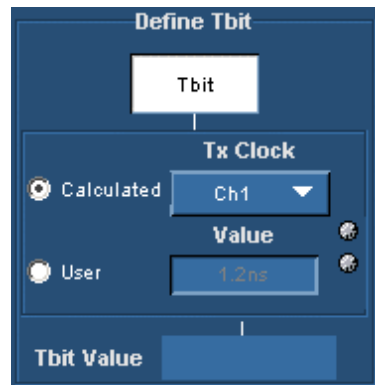 Define Tbit
Tbit
Tx Clock
Calculated
Ch1
Value
User
1.2ns
Tbit Value